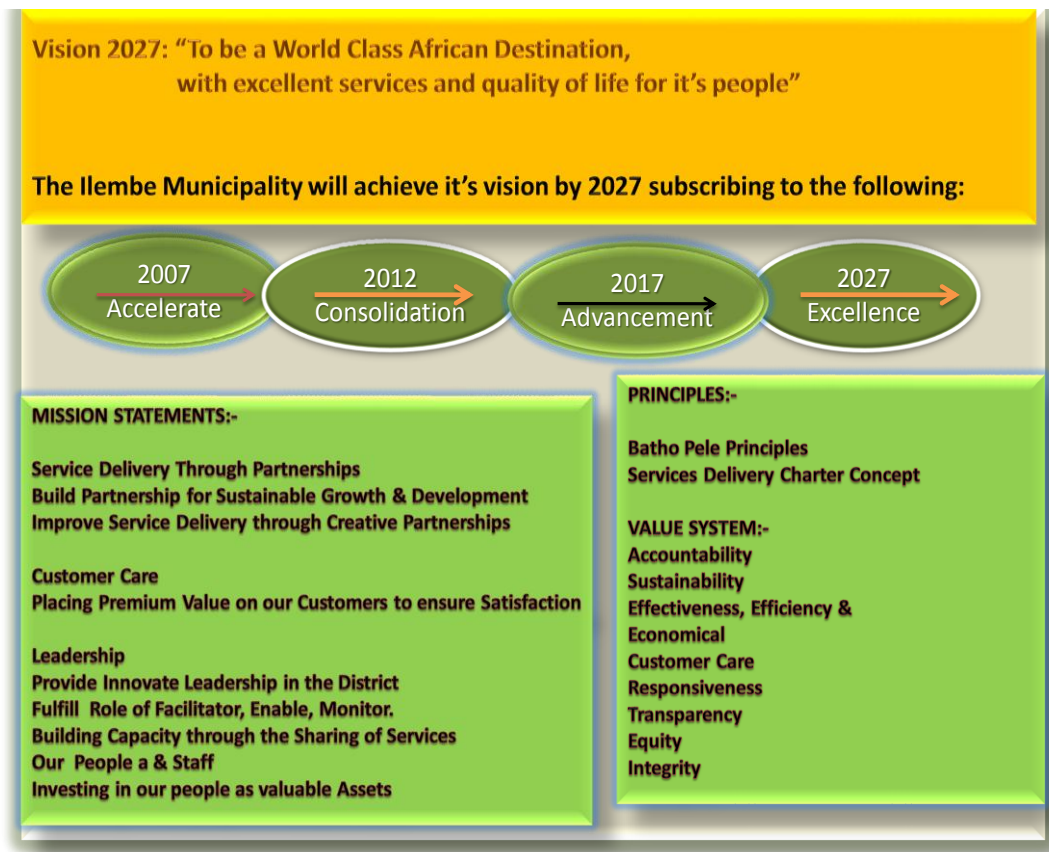 Vision 2027: “To be a World Class African Destination,
with excellent services and quality of life for it’s people”
The Ilembe Municipality will achieve it’s vision by 2027 subscribing to the following:
2007
Accelerate
2012
Consolidation
2017
Advancement
2027
Excellence
MISSION STATEMENTS:-
Service Delivery Through Partnerships
Build Partnership for Sustainable Growth & Development
Improve Service Delivery through Creative Partnerships
Customer Care
Placing Premium Value on our Customers to ensure Satisfaction
Leadership
Provide Innovate Leadership in the District
Fulfill Role of Facilitator, Enable, Monitor.
Building Capacity through the Sharing of Services
Our People a & Staff
Investing in our people as valuable Assets
PRINCIPLES:-
Batho Pele Principles
Services Delivery Charter Concept
VALUE SYSTEM:-
Accountability
Sustainability
Effectiveness, Efficiency &
Economical
Customer Care
Responsiveness
Transparency
Equity
Integrity